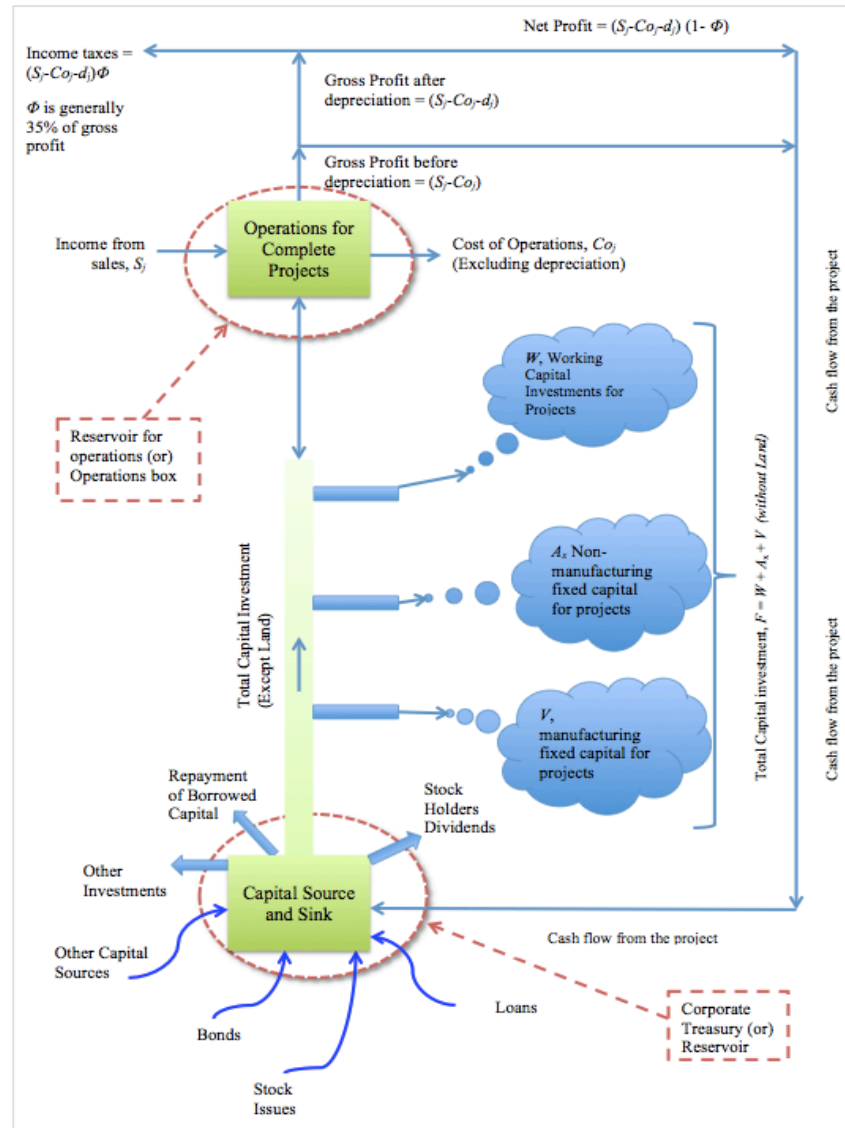 Net Profit = (Sj-Coj-dj) (1- Φ)
Income taxes =
(Sj-Coj-dj)Φ
Φ is generally
35% of gross
profit
Gross Profit after
depreciation = (Sj-Coj-dj)
Gross Profit before
depreciation = (Sj-Coj)
Operations for
Complete
Projects
Income from
sales, Sj
Cost of Operations, Coj
(Excluding depreciation)
Cash flow from the project
W, Working
Capital
Investments for
Projects
Reservoir for
operations (or)
Operations box
Total Capital Investment
(Except Land)
Ax Non-
manufacturing
fixed capital
for projects
Total Capital investment, F = W + Ax + V (without Land)
V,
manufacturing
fixed capital for
projects
Cash flow from the project
Repayment
of Borrowed
Capital
Stock
Holders
Dividends
Other
Investments
Capital Source
and Sink
Other Capital
Sources
Cash flow from the project
Loans
Bonds
Stock
Issues
Corporate
Treasury (or)
Reservoir